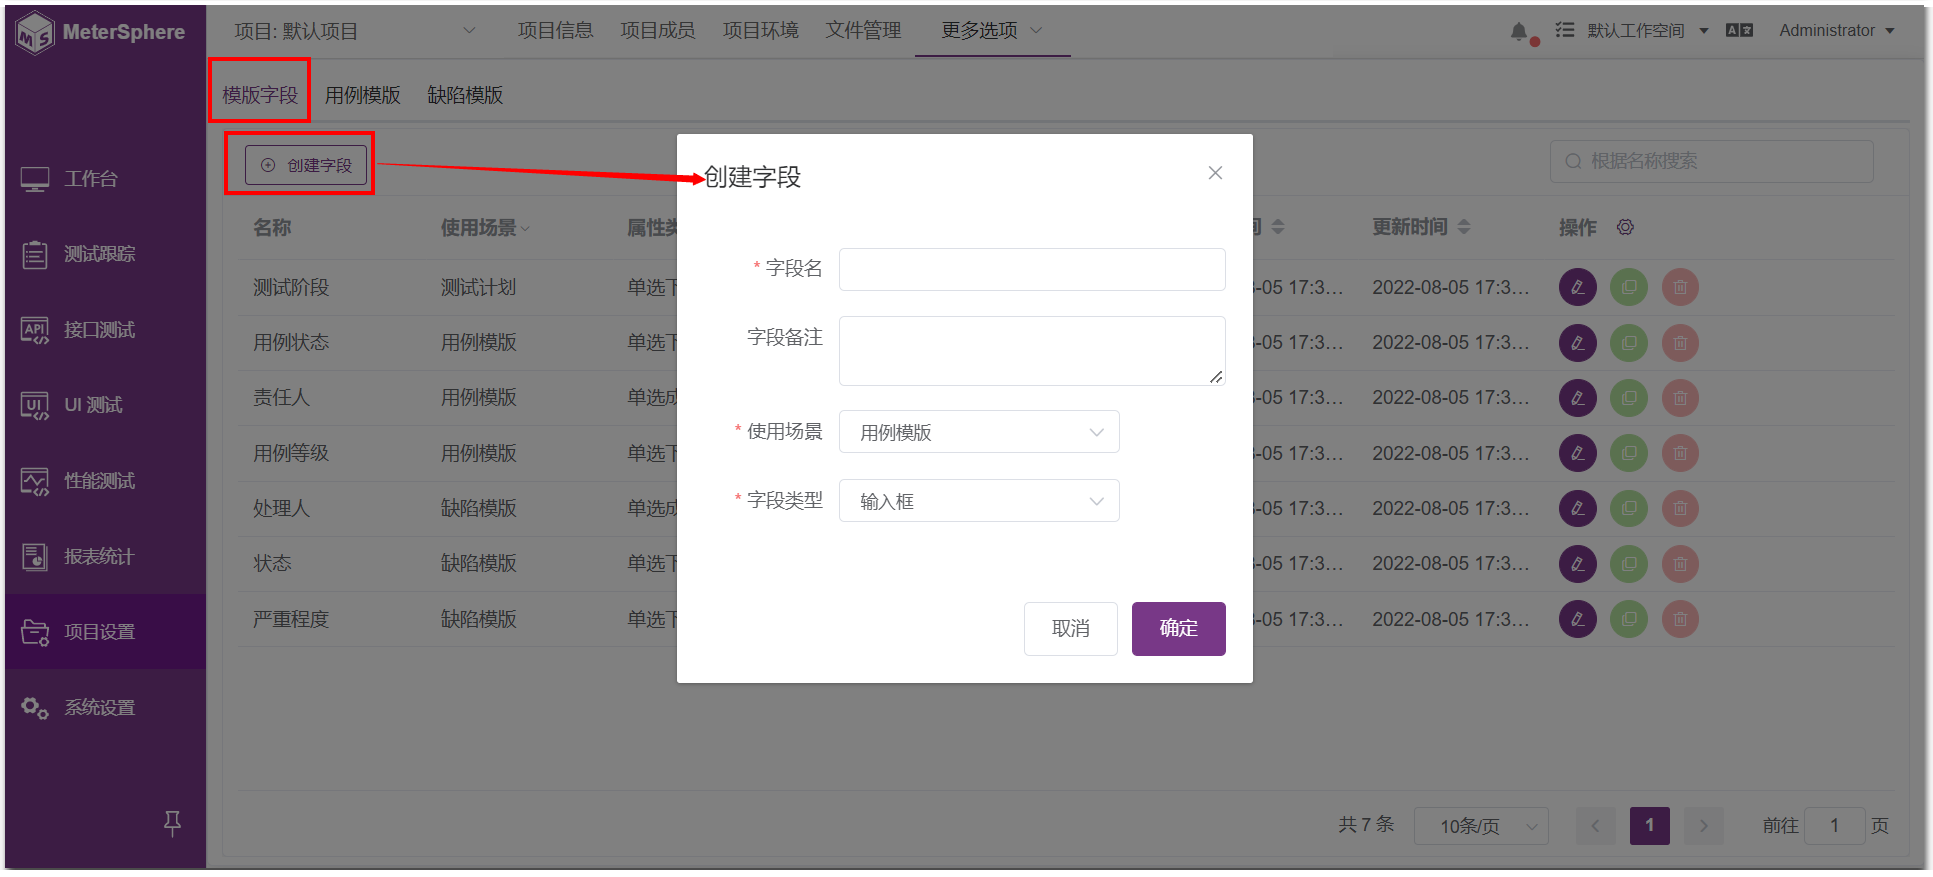 MeterSphere
项目: 默认项目
项目信息
项目成员
项目环境
文件管理
更多选项
默认工作空间
Administrator
模版字段
用例模版
缺陷模版
工作台
测试跟踪
接口测试
UI 测试
性能测试
报表统计
项目设置
系统设置
创建字段
根据名称搜索
名称 使用场景 属性类 间 更新时间 操作
测试阶段 测试计划 单选下 -05 17:3... 2022-08-05 17:3...
用例状态 用例模版 单选下 -05 17:3... 2022-08-05 17:3...
责任人 用例模版 单选成 -05 17:3... 2022-08-05 17:3...
用例等级 用例模版 单选下 -05 17:3... 2022-08-05 17:3...
处理人 缺陷模版 单选成 -05 17:3... 2022-08-05 17:3...
状态 缺陷模版 单选下 -05 17:3... 2022-08-05 17:3...
严重程度 缺陷模版 单选下 -05 17:3... 2022-08-05 17:3...
创建字段
* 字段名
字段备注
* 使用场景 用例模版
* 字段类型 输入框
取消 确定
共 7 条 10条/页 1 前往 1 页